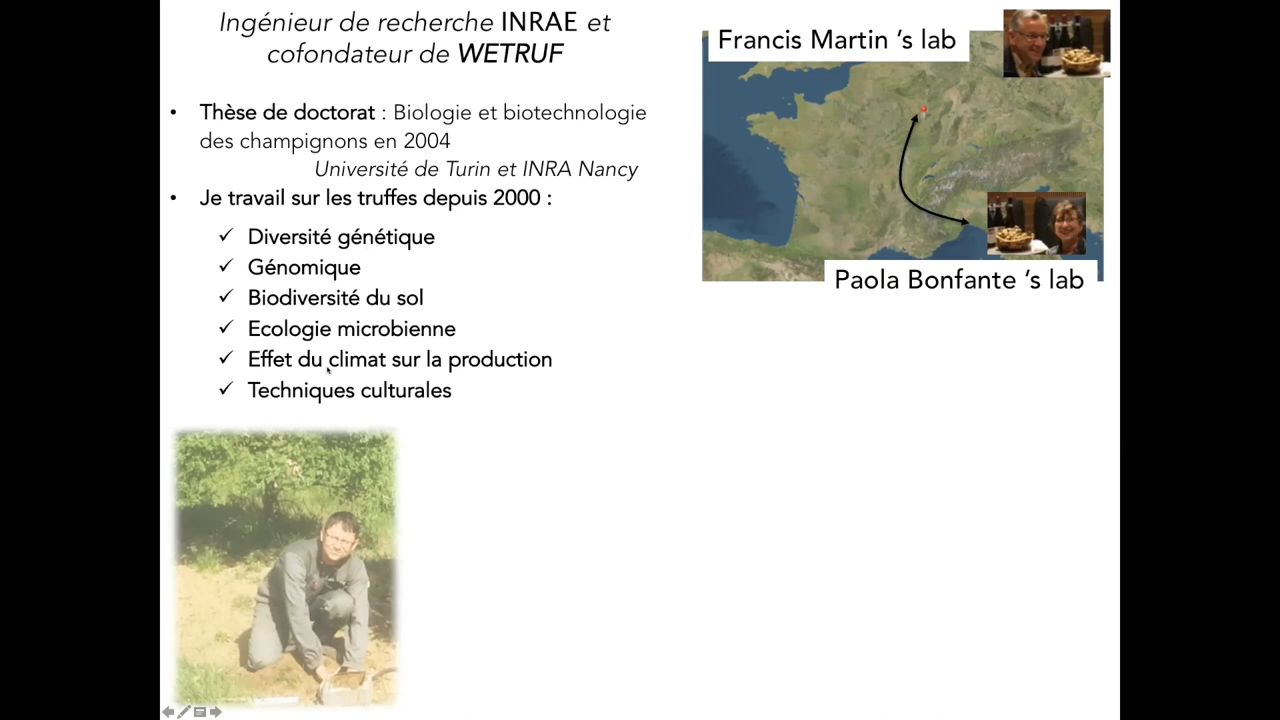 Ingénieur de recherche INRAE et
cofondateur de WETRUF
• Thèse de doctorat : Biologie et biotechnologie
des champignons en 2004
Université de Turin et INRA Nancy
• Je travail sur les truffes depuis 2000 :
✓ Diversité génétique
✓ Génomique
✓ Biodiversité du sol
✓ Ecologie microbienne
✓ Effet du climat sur la production
✓ Techniques culturales
Francis Martin ’s lab
Paola Bonfante ’s lab